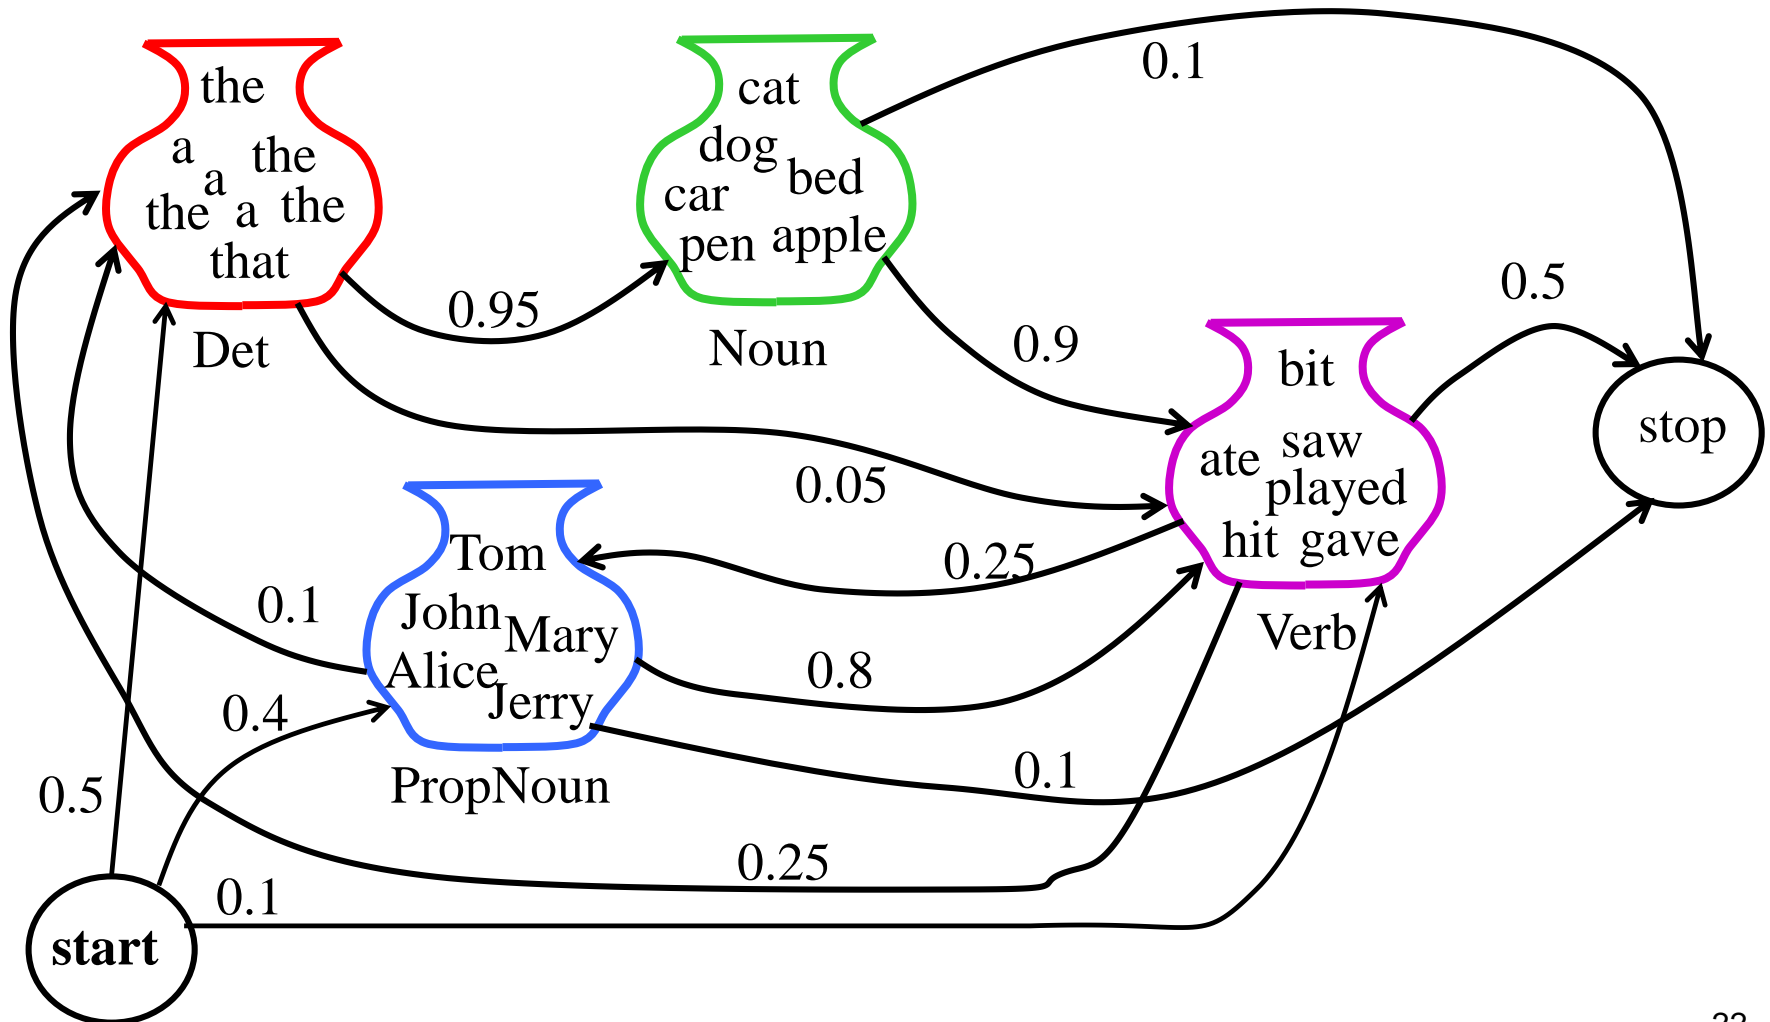 the
a
the
a
the a the
that
Det
cat
dog
bed
car
pen apple
Noun
0.1
0.95
0.9
0.5
bit
saw
ate
played
hit gave
Verb
stop
0.05
0.25
Tom
John
Mary
Alice
Jerry
PropNoun
0.1
0.4
0.8
0.1
0.5
0.25
0.1
start